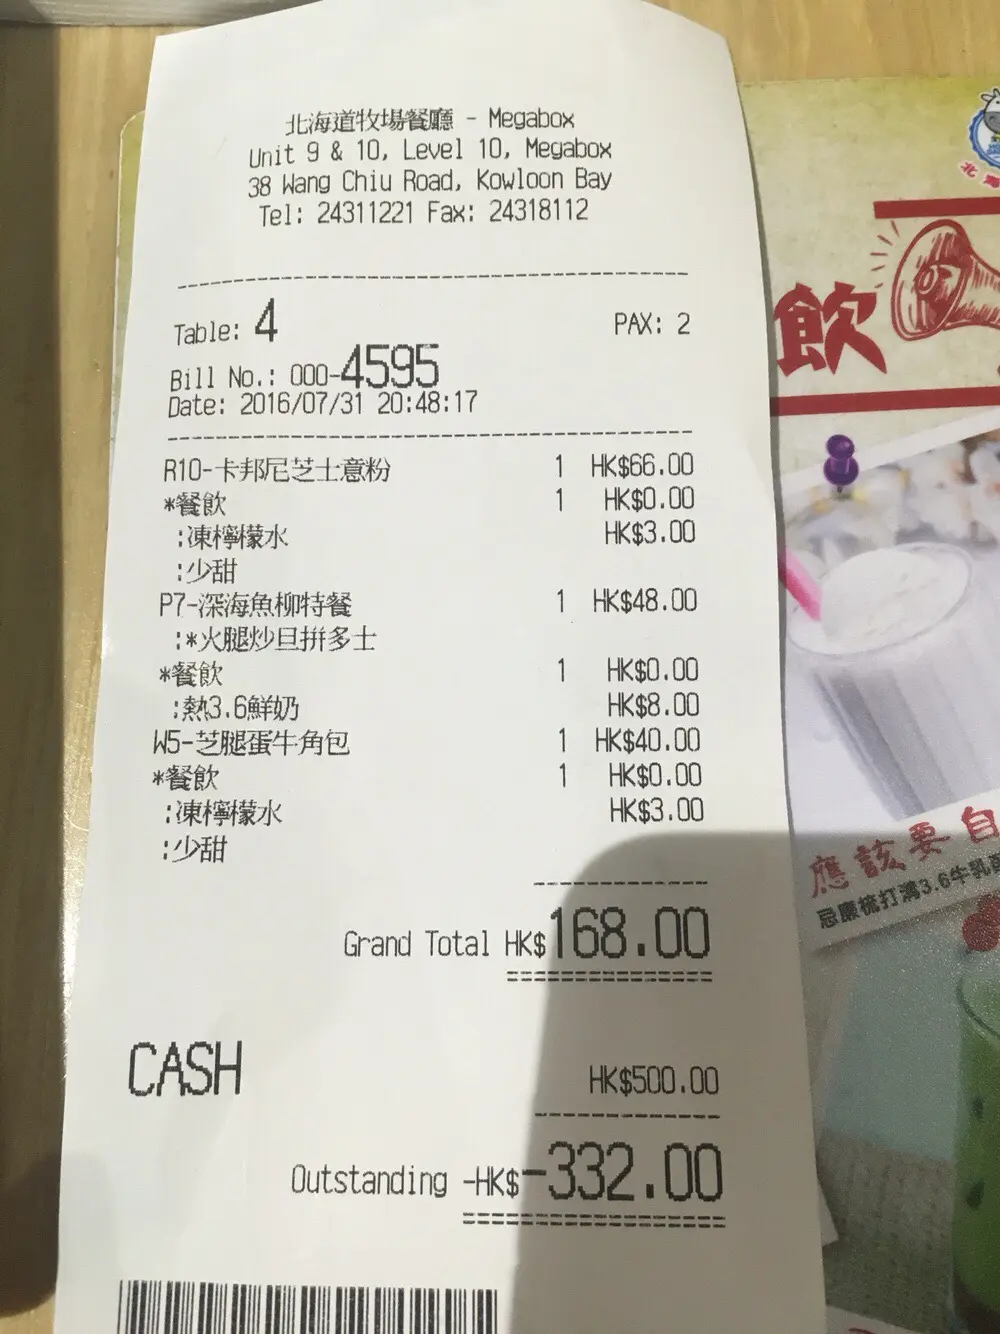 北海道牧場餐廳 - Megabox
Unit 9 & 10, Level 10, Megabox
38 Wang Chiu Road, Kowloon Bay
Tel: 24311221 Fax: 24318112
Table: 4 PAX: 2
Bill No.: 000-4595
Date: 2016/07/31 20:48:17
R10-卡邦尼芝士意粉 1 HK$66.00
*餐飲 1 HK$0.00
:凍檸檬水 HK$3.00
:少甜
P7-深海魚柳特餐 1 HK$48.00
:*火腿炒旦拼多士
*餐飲 1 HK$0.00
:熱3.6鮮奶 HK$8.00
W5-芝腿蛋牛角包 1 HK$40.00
*餐飲 1 HK$0.00
:凍檸檬水 HK$3.00
:少甜
Grand Total HK$168.00
CASH HK$500.00
Outstanding -HK$-332.00
北海
飲
應該要自
3.6牛乳